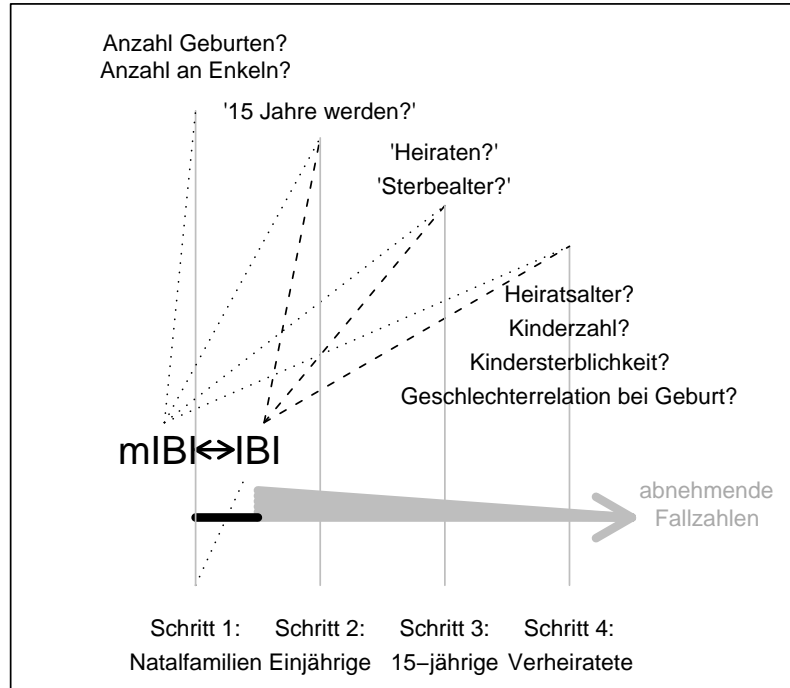 Anzahl Geburten?
Anzahl an Enkeln?
'15 Jahre werden?'
'Heiraten?'
'Sterbealter?'
Heiratsalter?
Kinderzahl?
Kindersterblichkeit?
Geschlechterrelation bei Geburt?
mIBI↔IBI
abnehmende
Fallzahlen
Schritt 1: Schritt 2: Schritt 3: Schritt 4:
Natalfamilien Einjährige 15−jährige Verheiratete